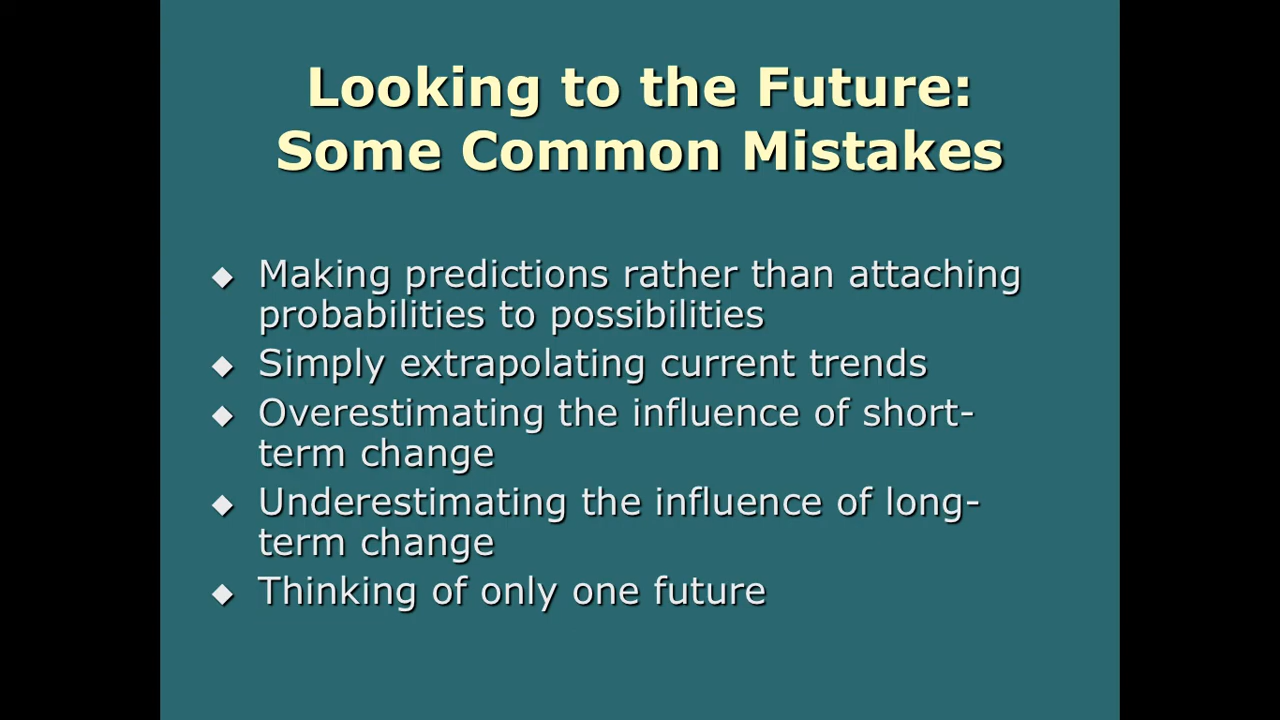 Looking to the Future:
Some Common Mistakes
◆ Making predictions rather than attaching
probabilities to possibilities
◆ Simply extrapolating current trends
◆ Overestimating the influence of short-
term change
◆ Underestimating the influence of long-
term change
◆ Thinking of only one future